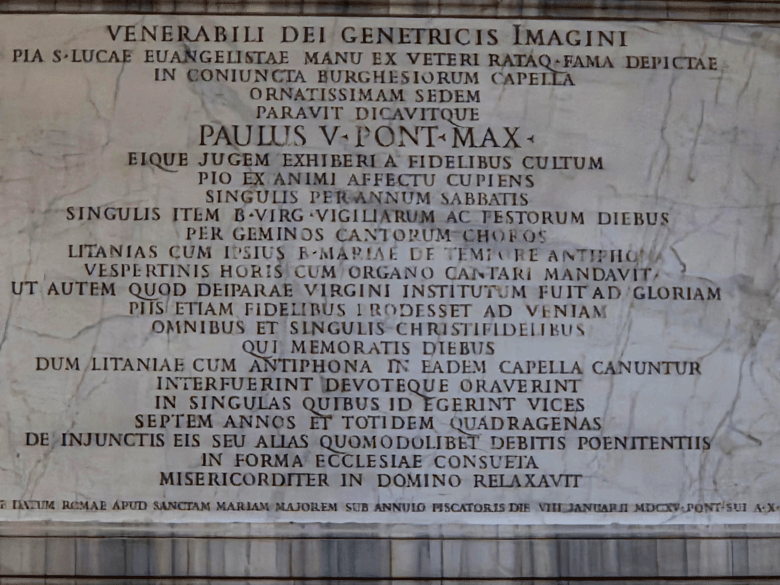 VENERABILI DEI GENETRICIS IMAGINI
PIA S·LUCAE EUANGELISTAE MANU EX VETERI RATAQ·FAMA DEPICTAE
IN CONIUNCTA BURGHESIORUM CAPELLA
ORNATISSIMAM SEDEM
PARAVIT DICAVITQUE
PAULUS V·PONT·MAX·
EIQUE JUGEM EXHIBERI A FIDELIBUS CULTUM
PIO EX ANIMI AFFECTU CUPIENS
SINGULIS PER ANNUM SABBATIS
SINGULIS ITEM B·VIRG·VIGILIARUM AC FESTORUM DIEBUS
PER GEMINOS CANTORUM CHOROS
LITANIAS CUM IPSIUS B·MARIAE DE TEMPORE ANTIPHONA
VESPERTINIS HORIS CUM ORGANO CANTARI MANDAVIT·
UT AUTEM QUOD DEIPARAE VIRGINI INSTITUTUM FUIT AD GLORIAM
PIIS ETIAM FIDELIBUS PRODESSET AD VENIAM
OMNIBUS ET SINGULIS CHRISTIFIDELIBUS
QUI MEMORATIS DIEBUS
DUM LITANIAE CUM ANTIPHONA IN EADEM CAPELLA CANUNTUR
INTERFUERINT DEVOTEQUE ORAVERINT
IN SINGULAS QUIBUS ID EGERINT VICES
SEPTEM ANNOS ET TOTIDEM QUADRAGENAS
DE INJUNCTIS EIS SEU ALIAS QUOMODOLIBET DEBITIS POENITENTIIS
IN FORMA ECCLESIAE CONSUETA
MISERICORDITER IN DOMINO RELAXAVIT
DATUM ROMAE APUD SANCTAM MARIAM MAJOREM SUB ANNULO PISCATORIS DIE VIII JANUARII MDCXV·PONT·SUI A·X·